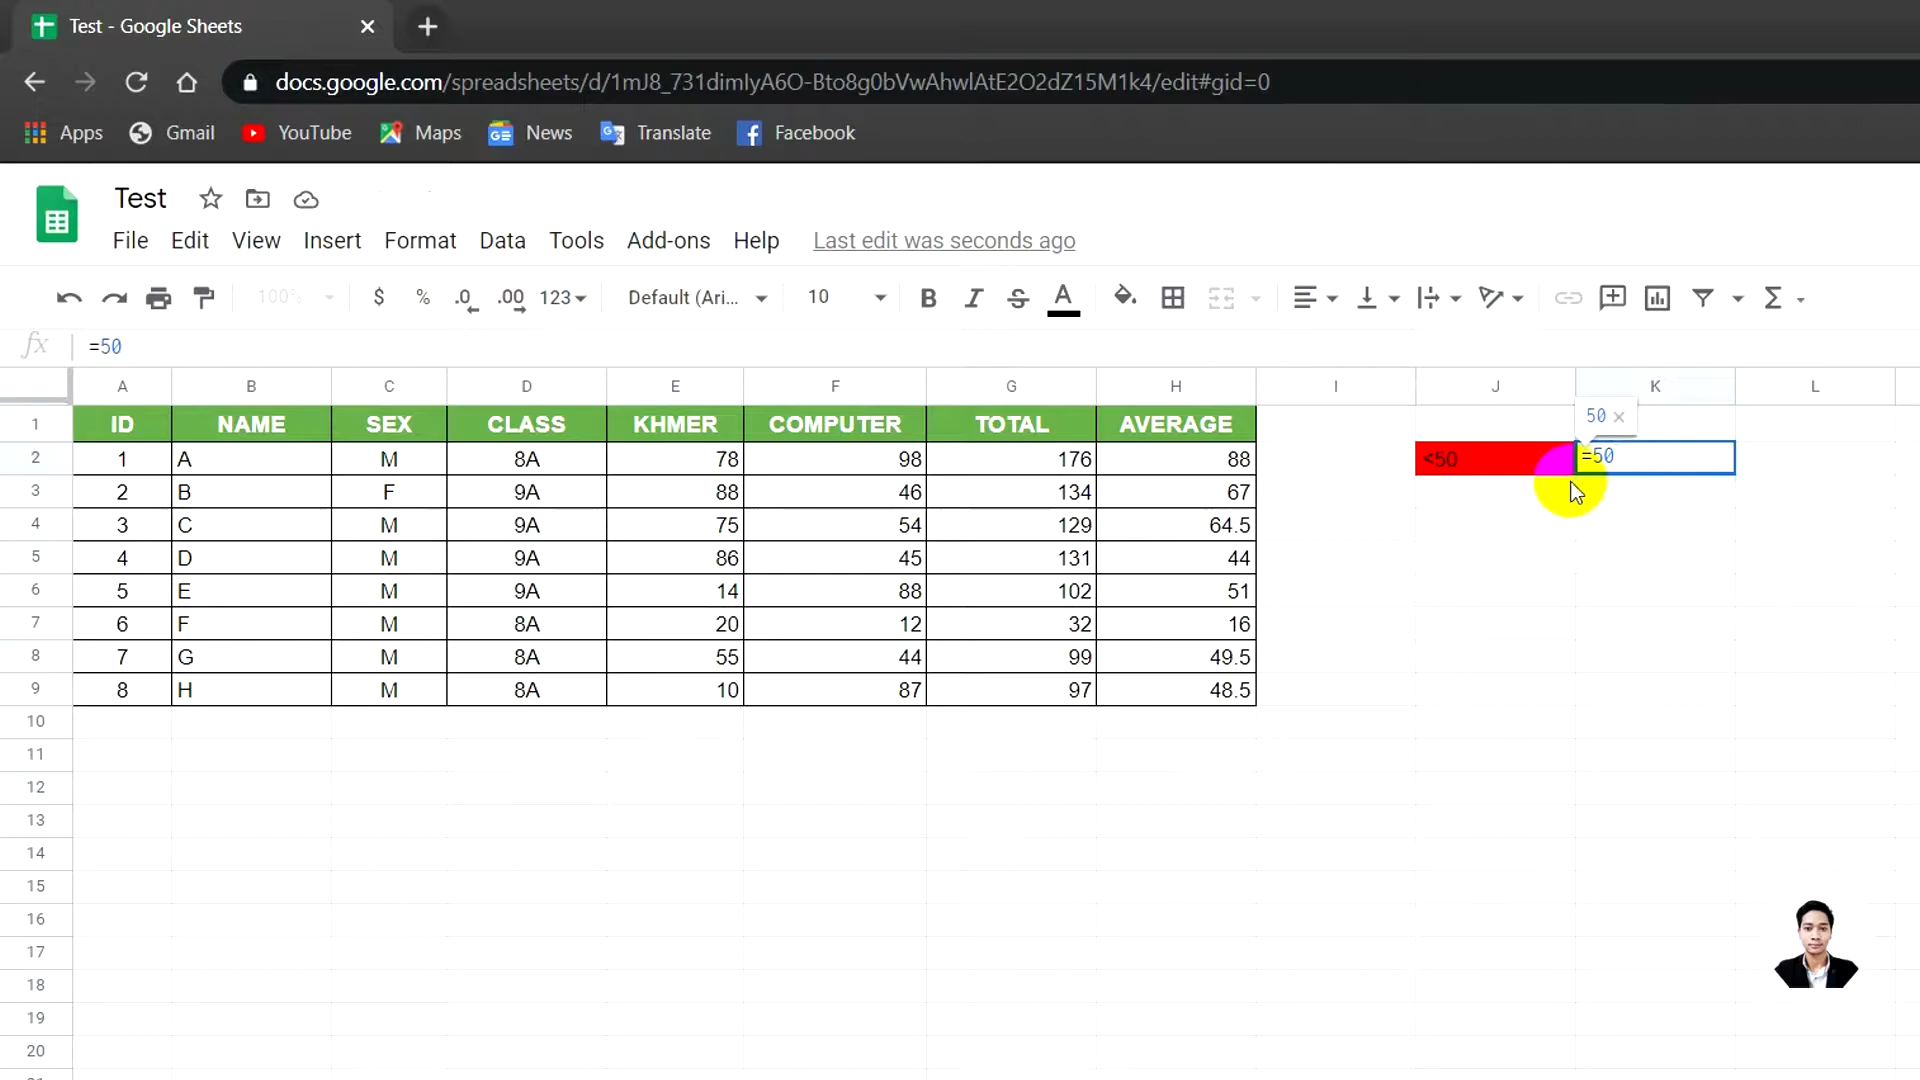 Test - Google Sheets
docs.google.com/spreadsheets/d/1mJ8_731dimIyA6O-Bto8g0bVwAhwlAtE2O2dZ15M1k4/edit#gid=0
Apps Gmail YouTube Maps News Translate Facebook
Test
File Edit View Insert Format Data Tools Add-ons Help Last edit was seconds ago
100% $ % .0 .00 123 Default (Ari... 10 B I S A
fx =50
A B C D E F G H I J K L
50
1 ID NAME SEX CLASS KHMER COMPUTER TOTAL AVERAGE
2 1 A M 8A 78 98 176 88 <50 =50
3 2 B F 9A 88 46 134 67
4 3 C M 9A 75 54 129 64.5
5 4 D M 9A 86 45 131 44
6 5 E M 9A 14 88 102 51
7 6 F M 8A 20 12 32 16
8 7 G M 8A 55 44 99 49.5
9 8 H M 8A 10 87 97 48.5
10
11
12
13
14
15
16
17
18
19
20